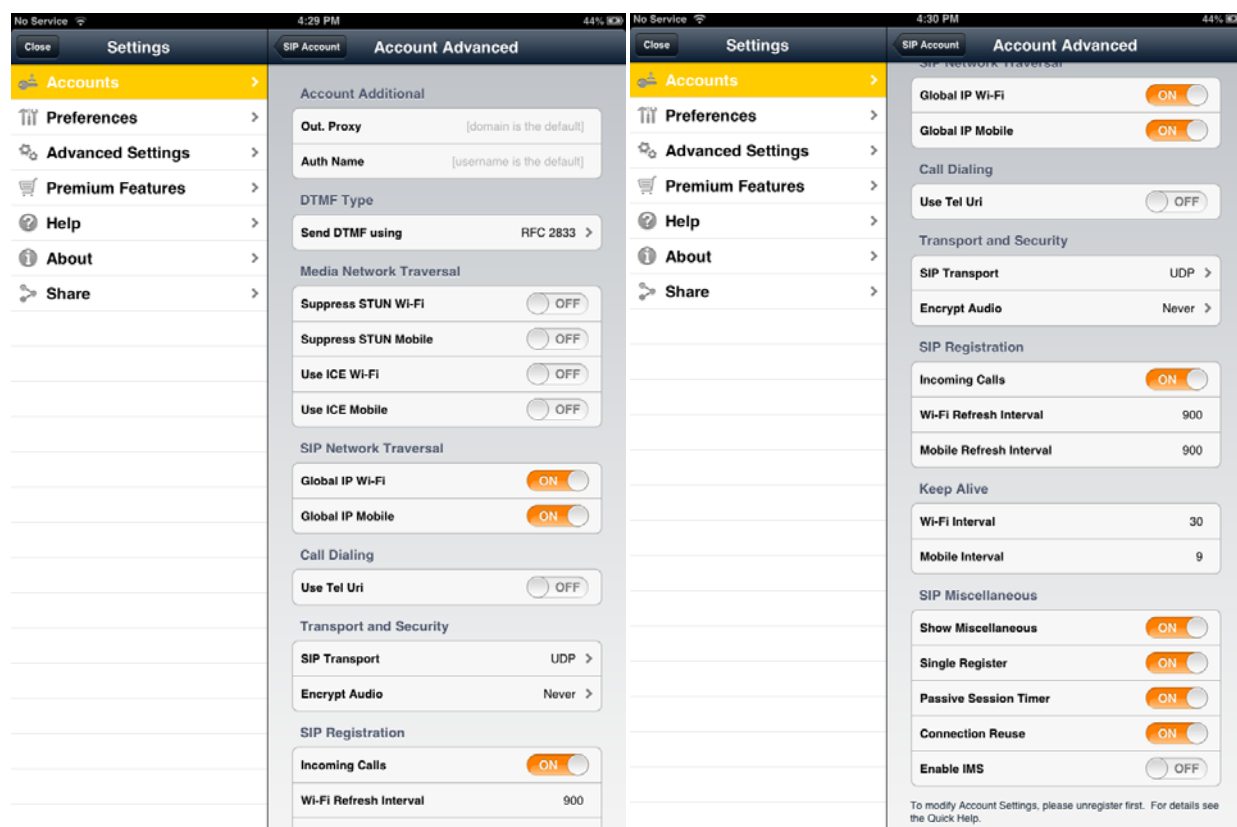 No Service 4:29 PM 44%
Close Settings SIP Account Account Advanced
Accounts
Preferences
Advanced Settings
Premium Features
Help
About
Share
Account Additional
Out. Proxy [domain is the default]
Auth Name [username is the default]
DTMF Type
Send DTMF using RFC 2833
Media Network Traversal
Suppress STUN Wi-Fi OFF
Suppress STUN Mobile OFF
Use ICE Wi-Fi OFF
Use ICE Mobile OFF
SIP Network Traversal
Global IP Wi-Fi ON
Global IP Mobile ON
Call Dialing
Use Tel Uri OFF
Transport and Security
SIP Transport UDP
Encrypt Audio Never
SIP Registration
Incoming Calls ON
Wi-Fi Refresh Interval 900
No Service 4:30 PM 44%
Close Settings SIP Account Account Advanced
Accounts
Preferences
Advanced Settings
Premium Features
Help
About
Share
SIP Network Traversal
Global IP Wi-Fi ON
Global IP Mobile ON
Call Dialing
Use Tel Uri OFF
Transport and Security
SIP Transport UDP
Encrypt Audio Never
SIP Registration
Incoming Calls ON
Wi-Fi Refresh Interval 900
Mobile Refresh Interval 900
Keep Alive
Wi-Fi Interval 30
Mobile Interval 9
SIP Miscellaneous
Show Miscellaneous ON
Single Register ON
Passive Session Timer ON
Connection Reuse ON
Enable IMS OFF
To modify Account Settings, please unregister first. For details see
the Quick Help.